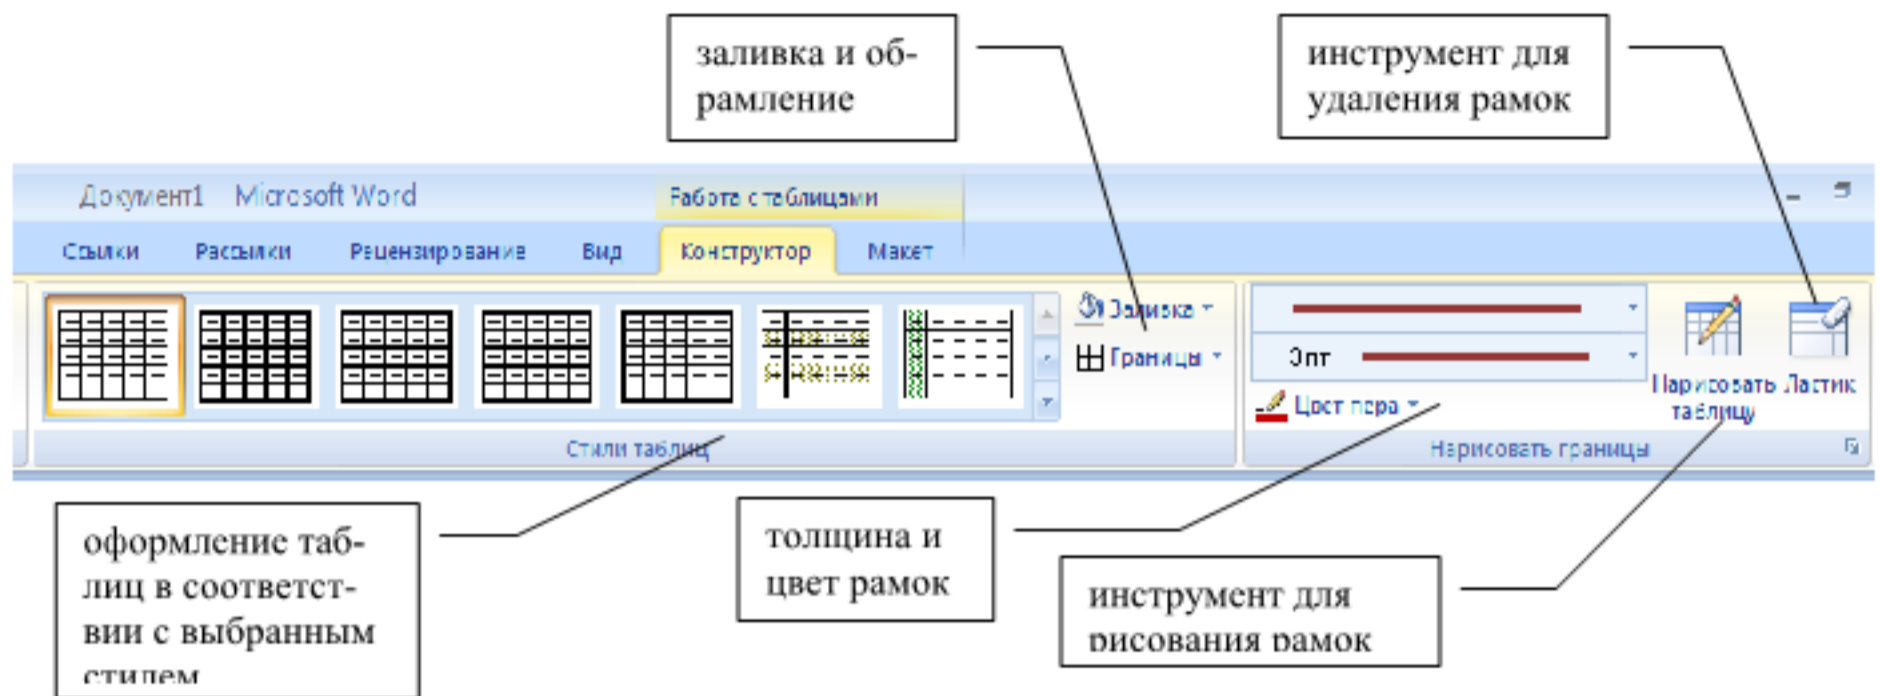 заливка и об-
рамление
инструмент для
удаления рамок
Документ1 Microsoft Word
Работа с таблицами
Ссылки Рассылки Рецензирование Вид Конструктор Макет
Заливка
Границы
3 пт
Цвет пера
Нарисовать
таблицу
Ластик
Стили таблиц
Нарисовать границы
оформление таб-
лиц в соответст-
вии с выбранным
стилем
толщина и
цвет рамок
инструмент для
рисования рамок